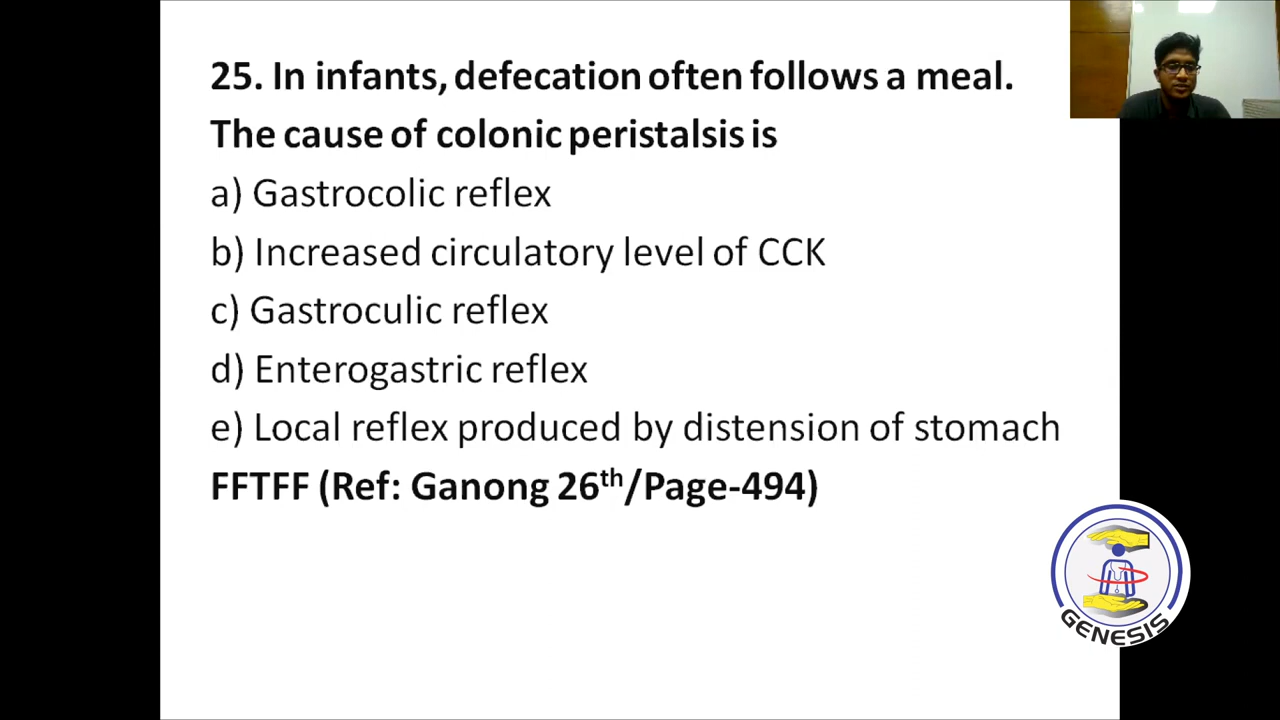 25. In infants, defecation often follows a meal.
The cause of colonic peristalsis is
a) Gastrocolic reflex
b) Increased circulatory level of CCK
c) Gastroculic reflex
d) Enterogastric reflex
e) Local reflex produced by distension of stomach
FFTFF (Ref: Ganong 26th/Page-494)
GENESIS